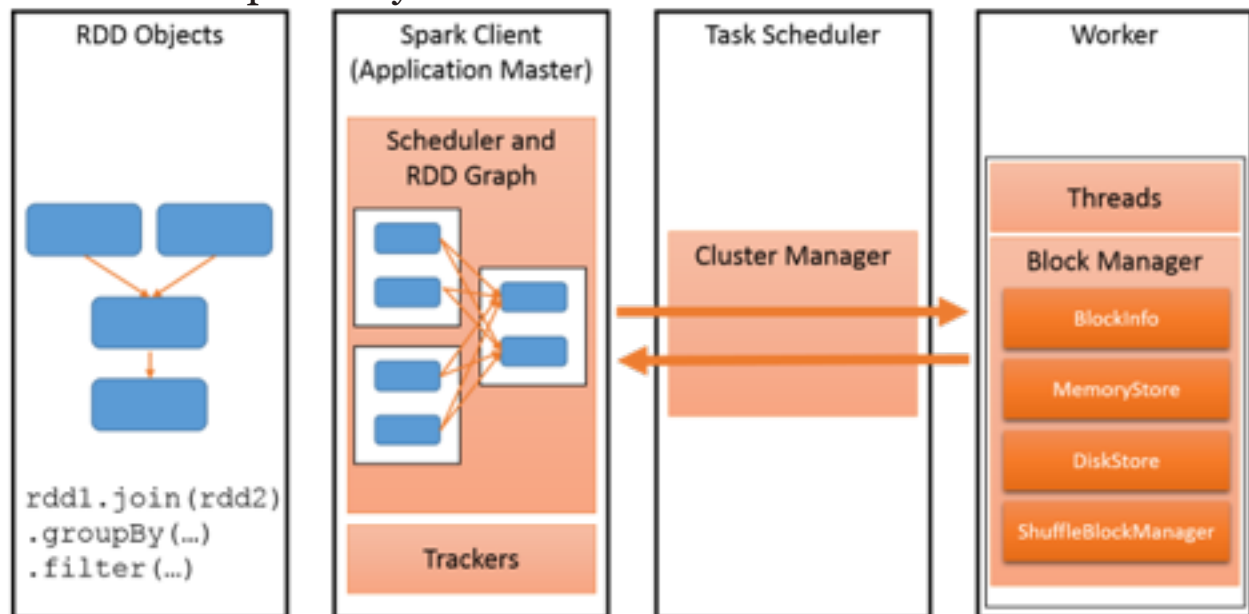 RDD Objects
rdd1.join(rdd2)
.groupBy(…)
.filter(…)
Spark Client
(Application Master)
Scheduler and
RDD Graph
Trackers
Task Scheduler
Cluster Manager
Worker
Threads
Block Manager
BlockInfo
MemoryStore
DiskStore
ShuffleBlockManager